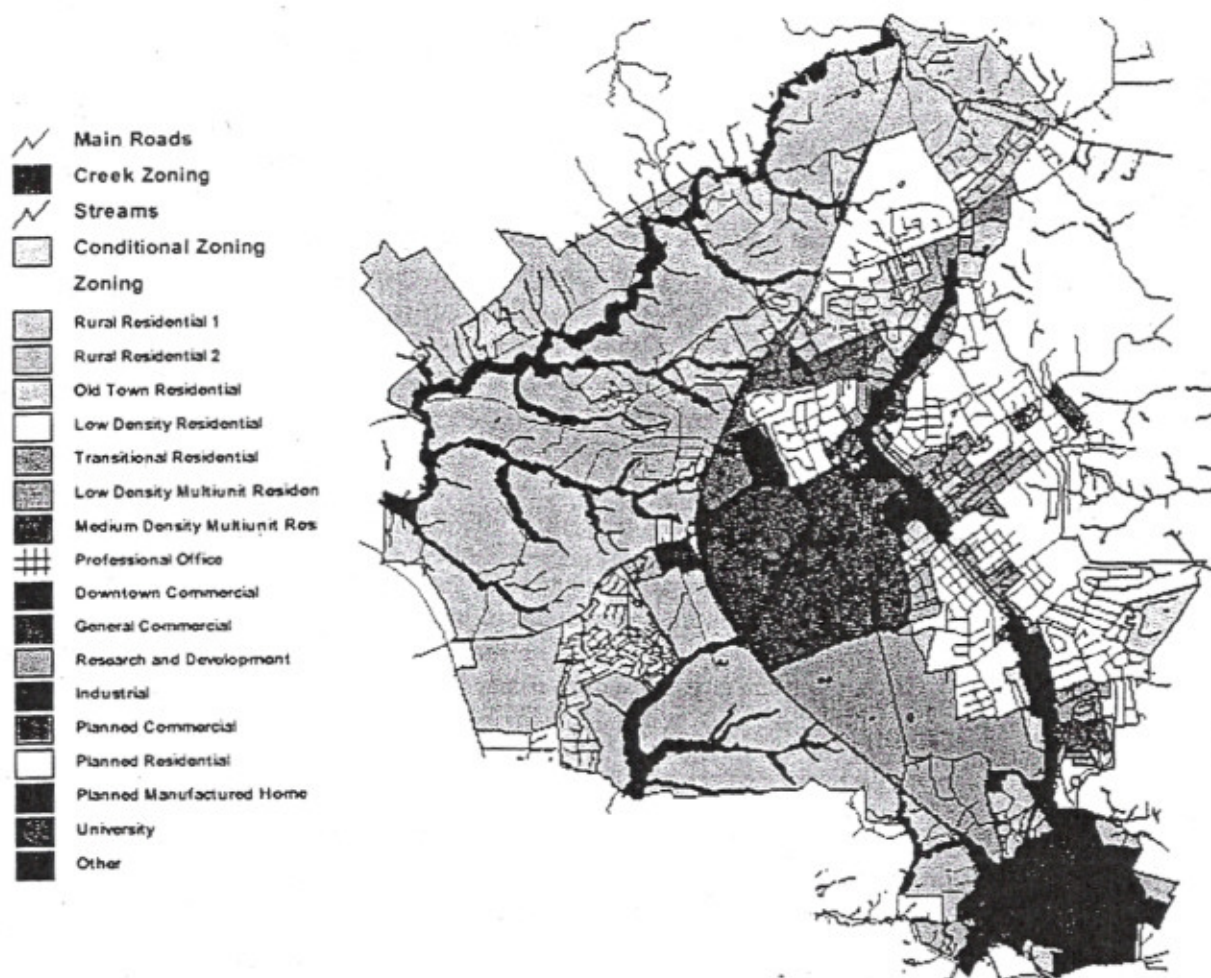 Main Roads
Creek Zoning
Streams
Conditional Zoning
Zoning
Rural Residential 1
Rural Residential 2
Old Town Residential
Low Density Residential
Transitional Residential
Low Density Multiunit Residen
Medium Density Multiunit Res
Professional Office
Downtown Commercial
General Commercial
Research and Development
Industrial
Planned Commercial
Planned Residential
Planned Manufactured Home
University
Other